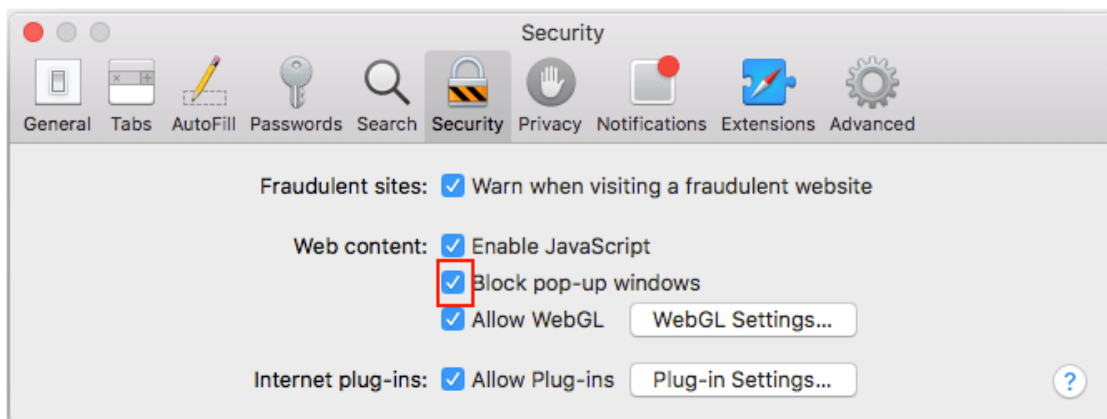 Security
General Tabs AutoFill Passwords Search Security Privacy Notifications Extensions Advanced
Fraudulent sites: Warn when visiting a fraudulent website
Web content: Enable JavaScript
Block pop-up windows
Allow WebGL WebGL Settings...
Internet plug-ins: Allow Plug-ins Plug-in Settings... ?